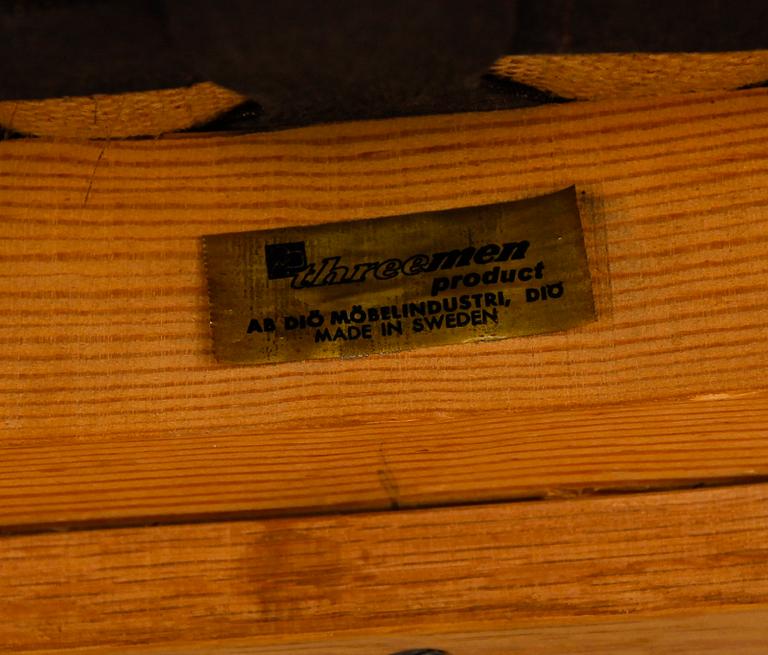 threemen
product
AB DIÖ MÖBELINDUSTRI, DIÖ
MADE IN SWEDEN